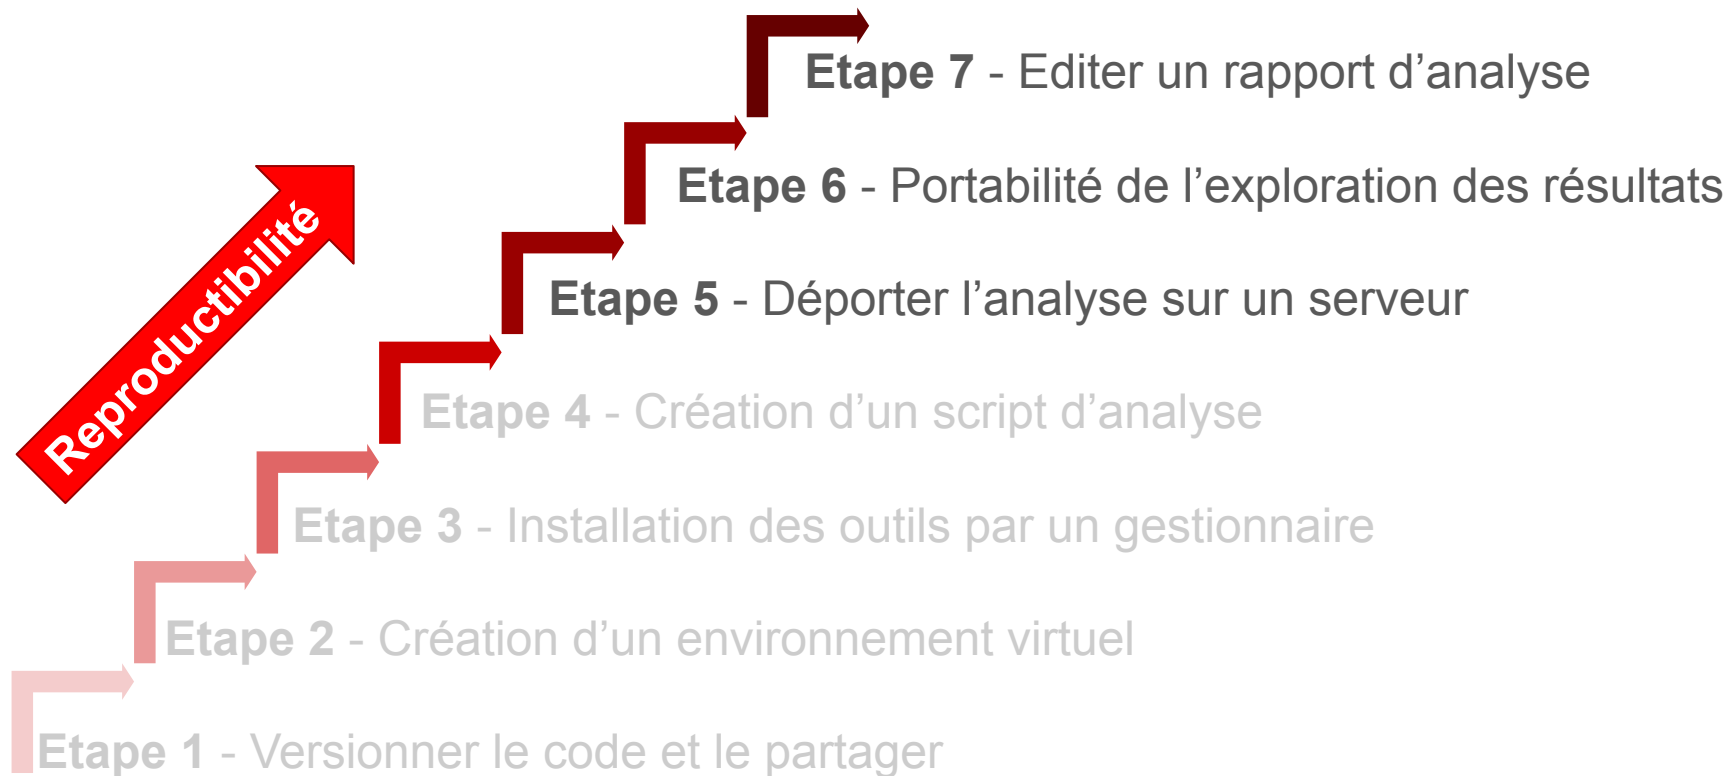 Etape 7 - Editer un rapport d’analyse
Etape 6 - Portabilité de l’exploration des résultats
Reproductibilité
Etape 5 - Déporter l’analyse sur un serveur
Etape 4 - Création d’un script d’analyse
Etape 3 - Installation des outils par un gestionnaire
Etape 2 - Création d’un environnement virtuel
Etape 1 - Versionner le code et le partager